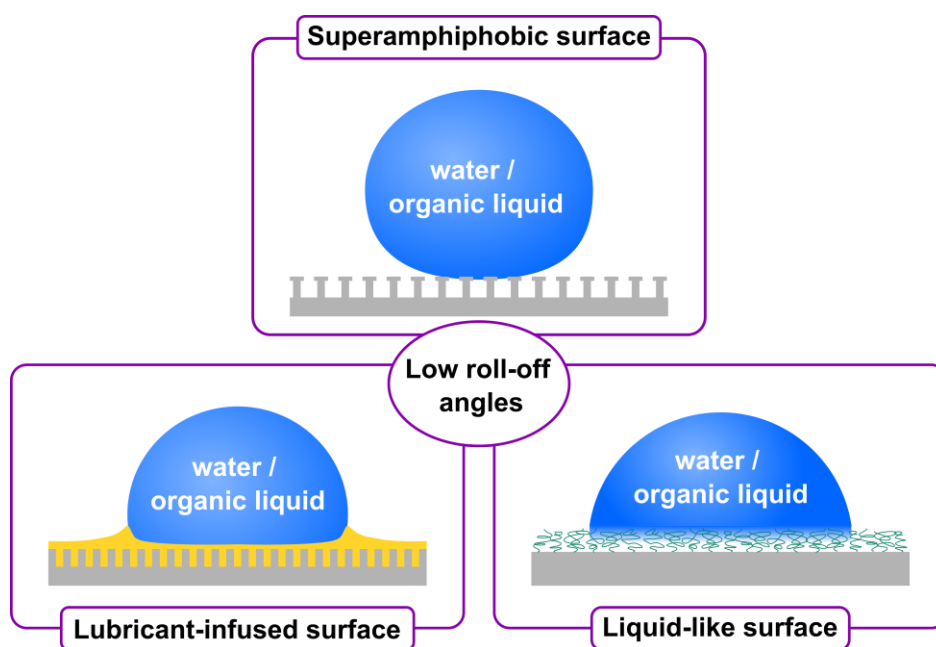 Superamphiphobic surface
water /
organic liquid
Low roll-off
angles
water /
organic liquid
water /
organic liquid
Lubricant-infused surface
Liquid-like surface